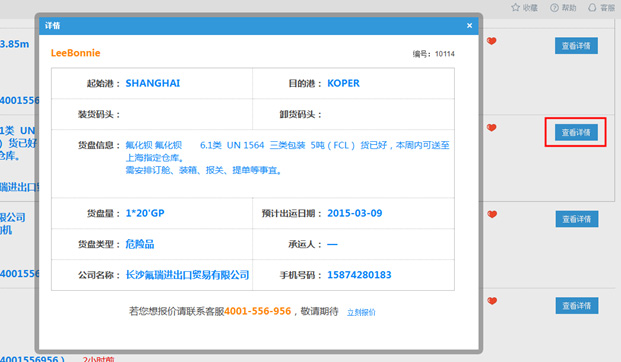 收藏 帮助 客服
详情 ×
LeeBonnie 编号：10114
起始港： SHANGHAI 目的港： KOPER
装货码头： 卸货码头：
货盘信息： 氟化钡 氟化钡 6.1类 UN 1564 三类包装 5吨（FCL）货已好，本周内可送至
上海指定仓库。
需安排订舱、装箱、报关、提单等事宜。
货盘量： 1*20'GP 预计出运日期： 2015-03-09
货盘类型： 危险品 承运人： —
公司名称： 长沙氟瑞进出口贸易有限公司 手机号码： 15874280183
若您想报价请联系客服4001-556-956，敬请期待 立刻报价
3.85m
4001556
1类 UN
）货已好
仓库。
瑞进出口贸
限公司
4001556
4001556956 ） 2小时前
查看详情
查看详情
查看详情
查看详情